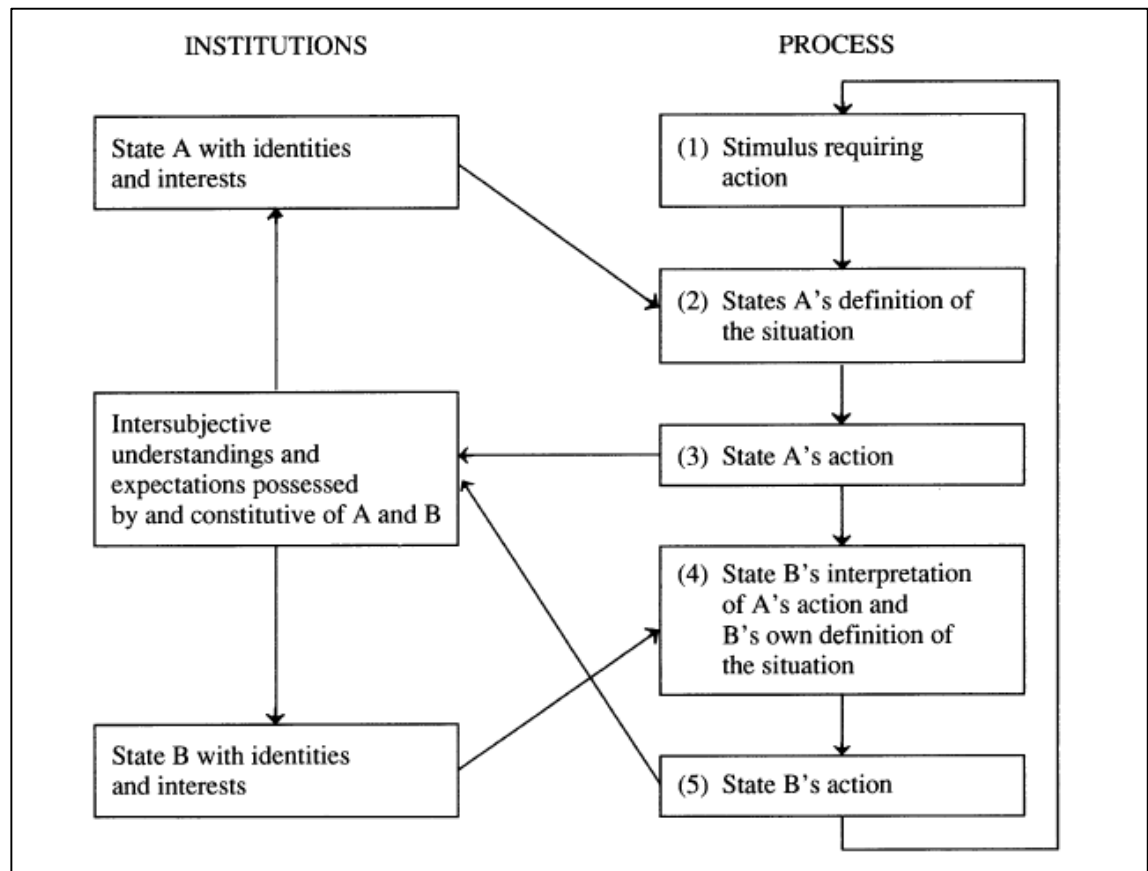 INSTITUTIONS
PROCESS
State A with identities
and interests
(1) Stimulus requiring
action
(2) States A's definition of
the situation
Intersubjective
understandings and
expectations possessed
by and constitutive of A and B
(3) State A's action
(4) State B's interpretation
of A's action and
B's own definition of
the situation
State B with identities
and interests
(5) State B's action